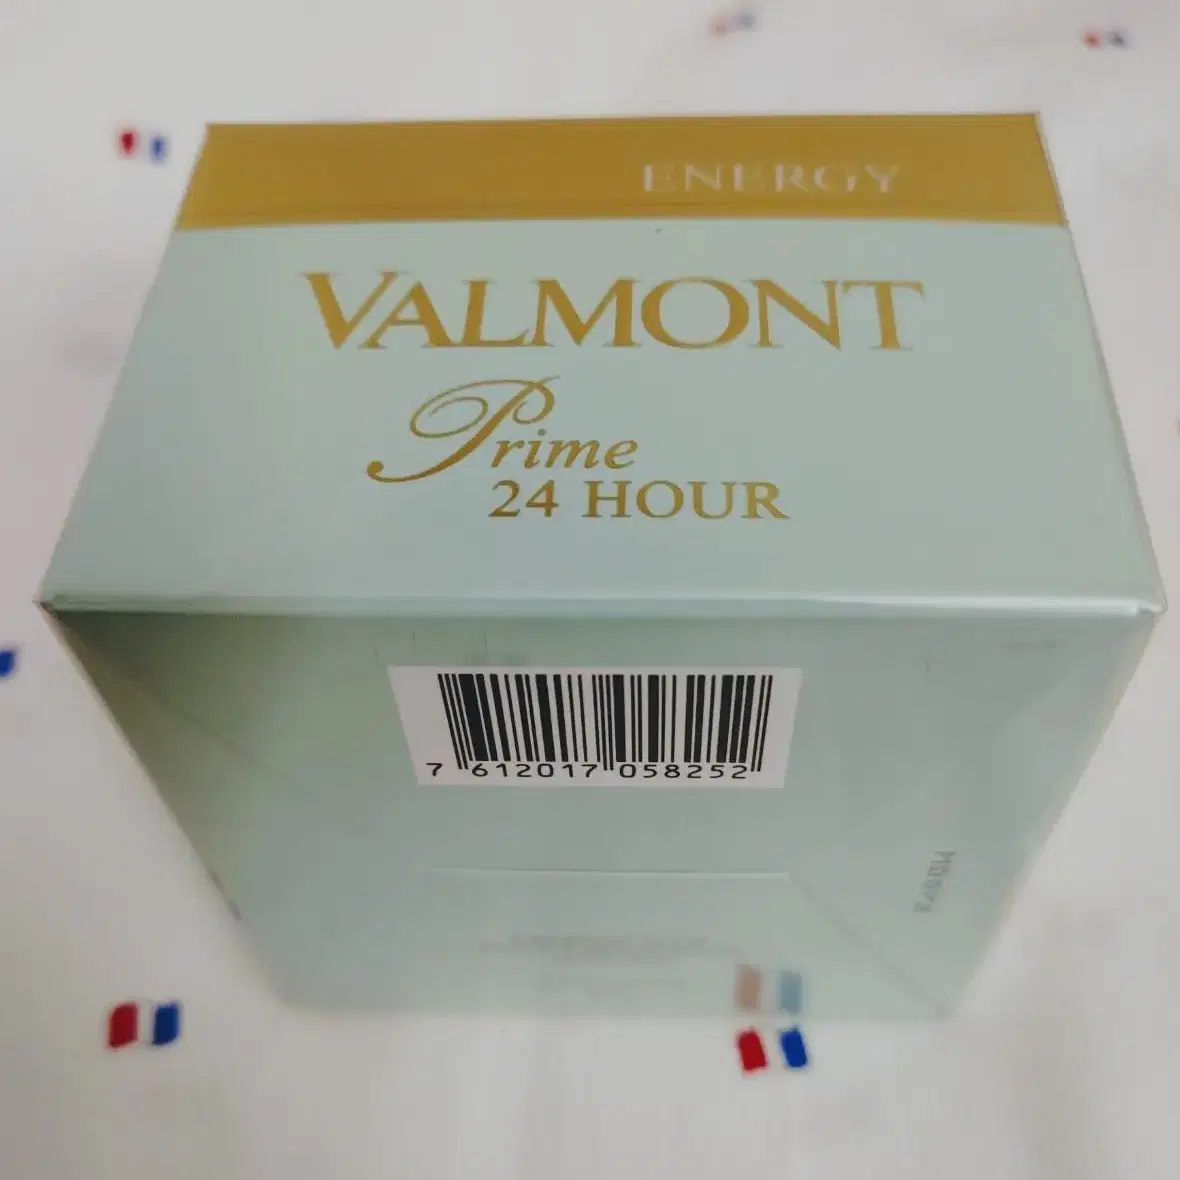 ENERGY
VALMONT
Prime
24 HOUR
7 612017 058252